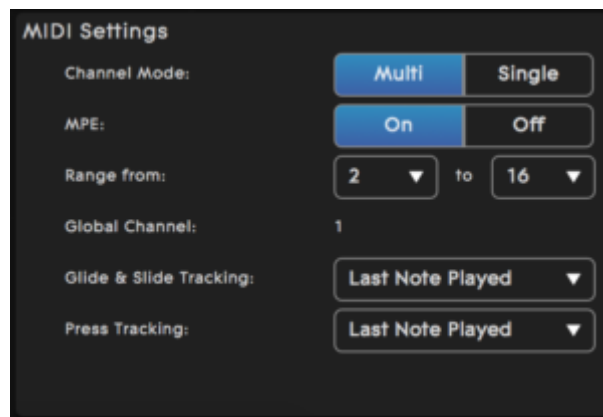 MIDI Settings
Channel Mode: Multi Single
MPE: On Off
Range from: 2 to 16
Global Channel: 1
Glide & Slide Tracking: Last Note Played
Press Tracking: Last Note Played